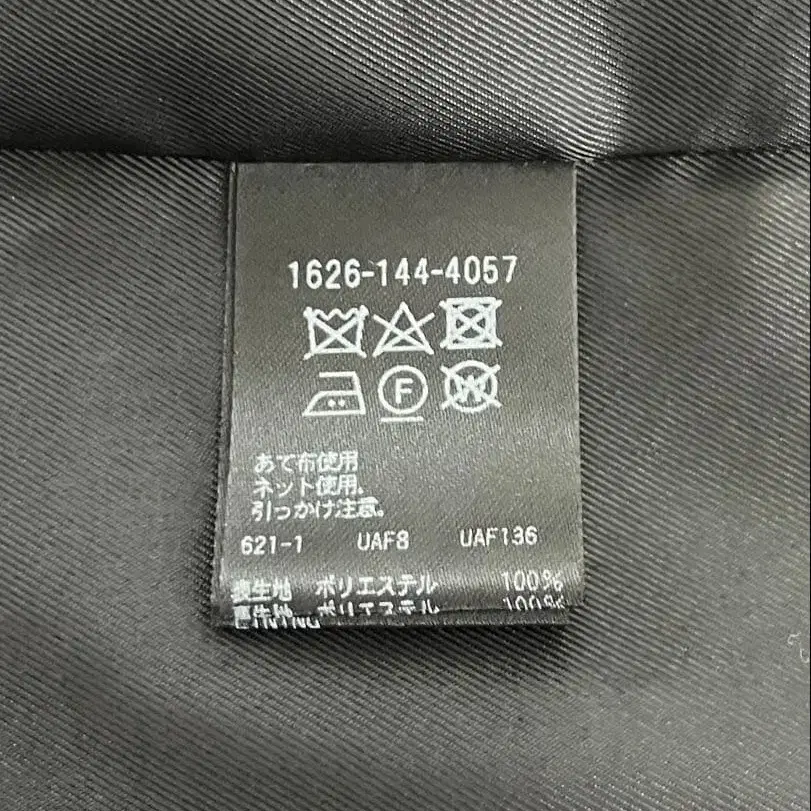 1626-144-4057
F
W
あて布使用
ネット使用.
引っかけ注意。
621-1 UAF8 UAF136
表生地 ポリエステル 100%